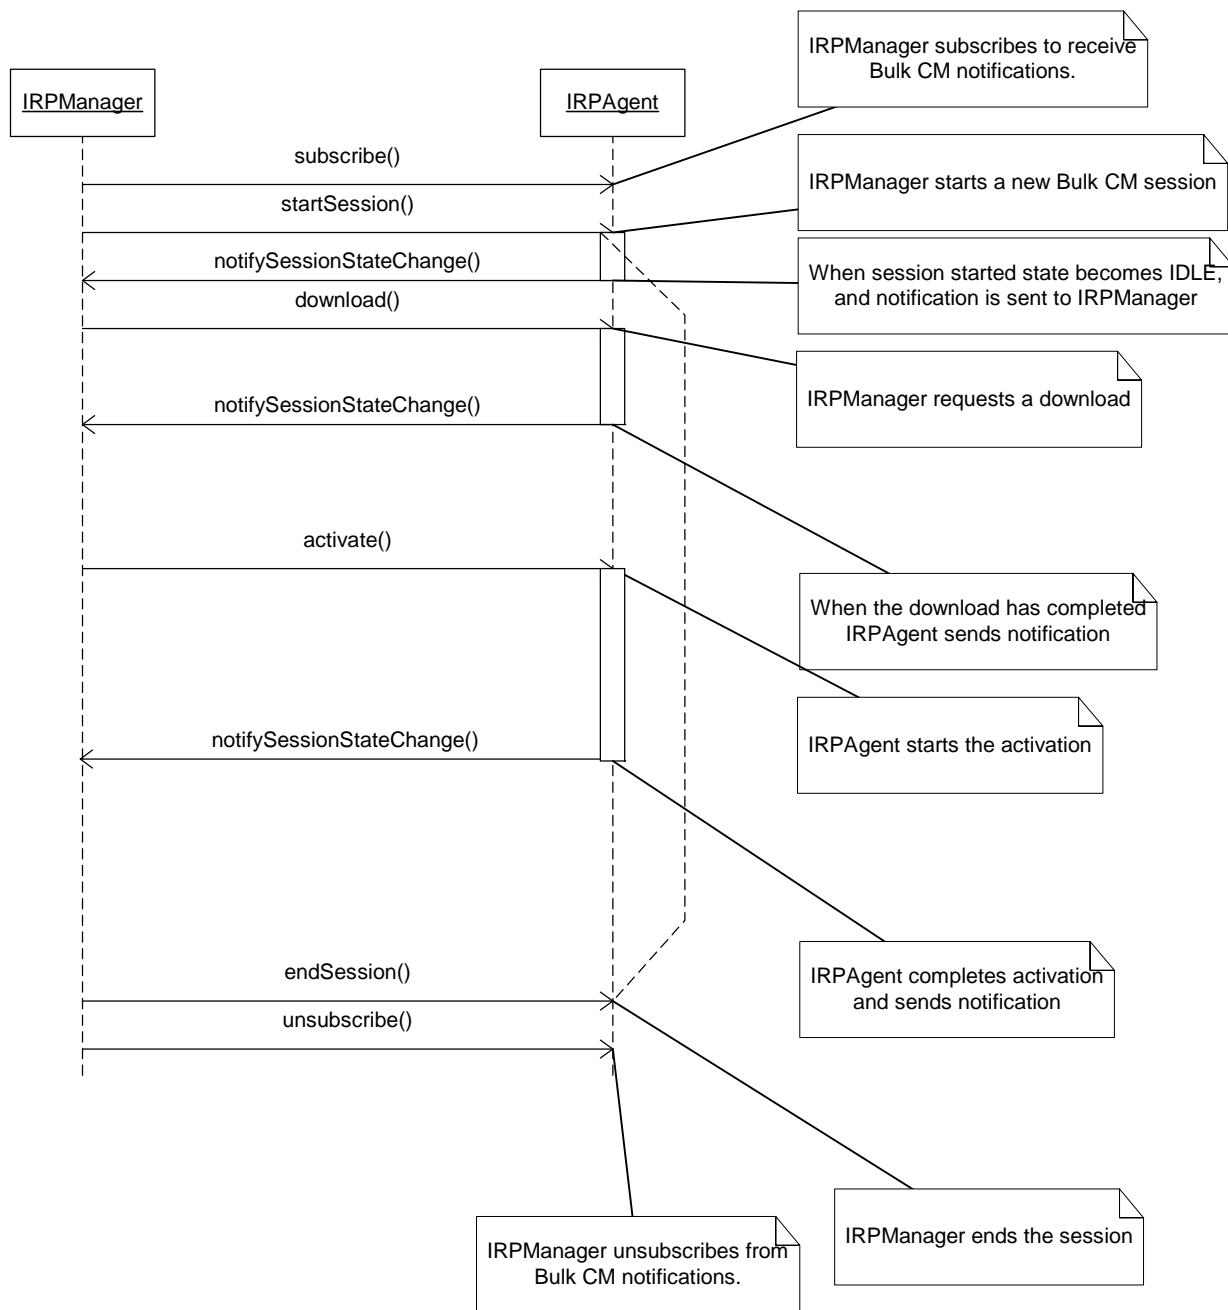 IRPManager subscribes to receive
Bulk CM notifications.
IRPManager
IRPAgent
subscribe()
IRPManager starts a new Bulk CM session
startSession()
notifySessionStateChange()
When session started state becomes IDLE,
and notification is sent to IRPManager
download()
IRPManager requests a download
notifySessionStateChange()
activate()
When the download has completed
IRPAgent sends notification
IRPAgent starts the activation
notifySessionStateChange()
endSession()
IRPAgent completes activation
and sends notification
unsubscribe()
IRPManager ends the session
IRPManager unsubscribes from
Bulk CM notifications.